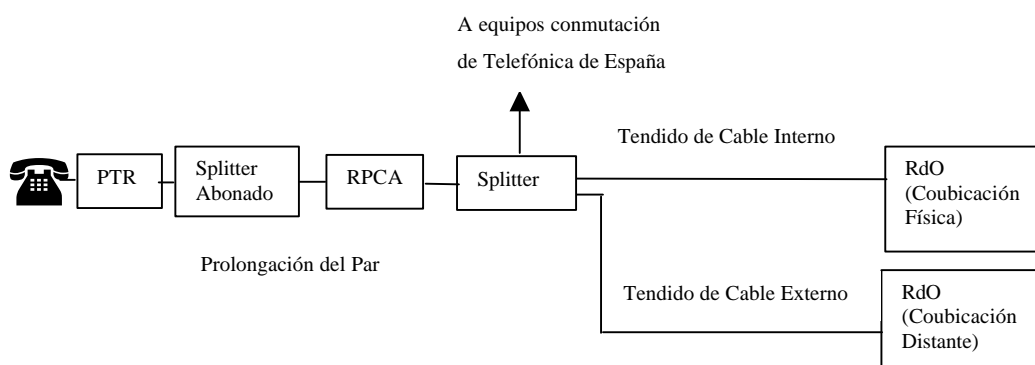 A equipos conmutación
de Telefónica de España
Tendido de Cable Interno
PTR
Splitter
Abonado
RPCA
Splitter
RdO
(Coubicación
Física)
Prolongación del Par
Tendido de Cable Externo
RdO
(Coubicación
Distante)